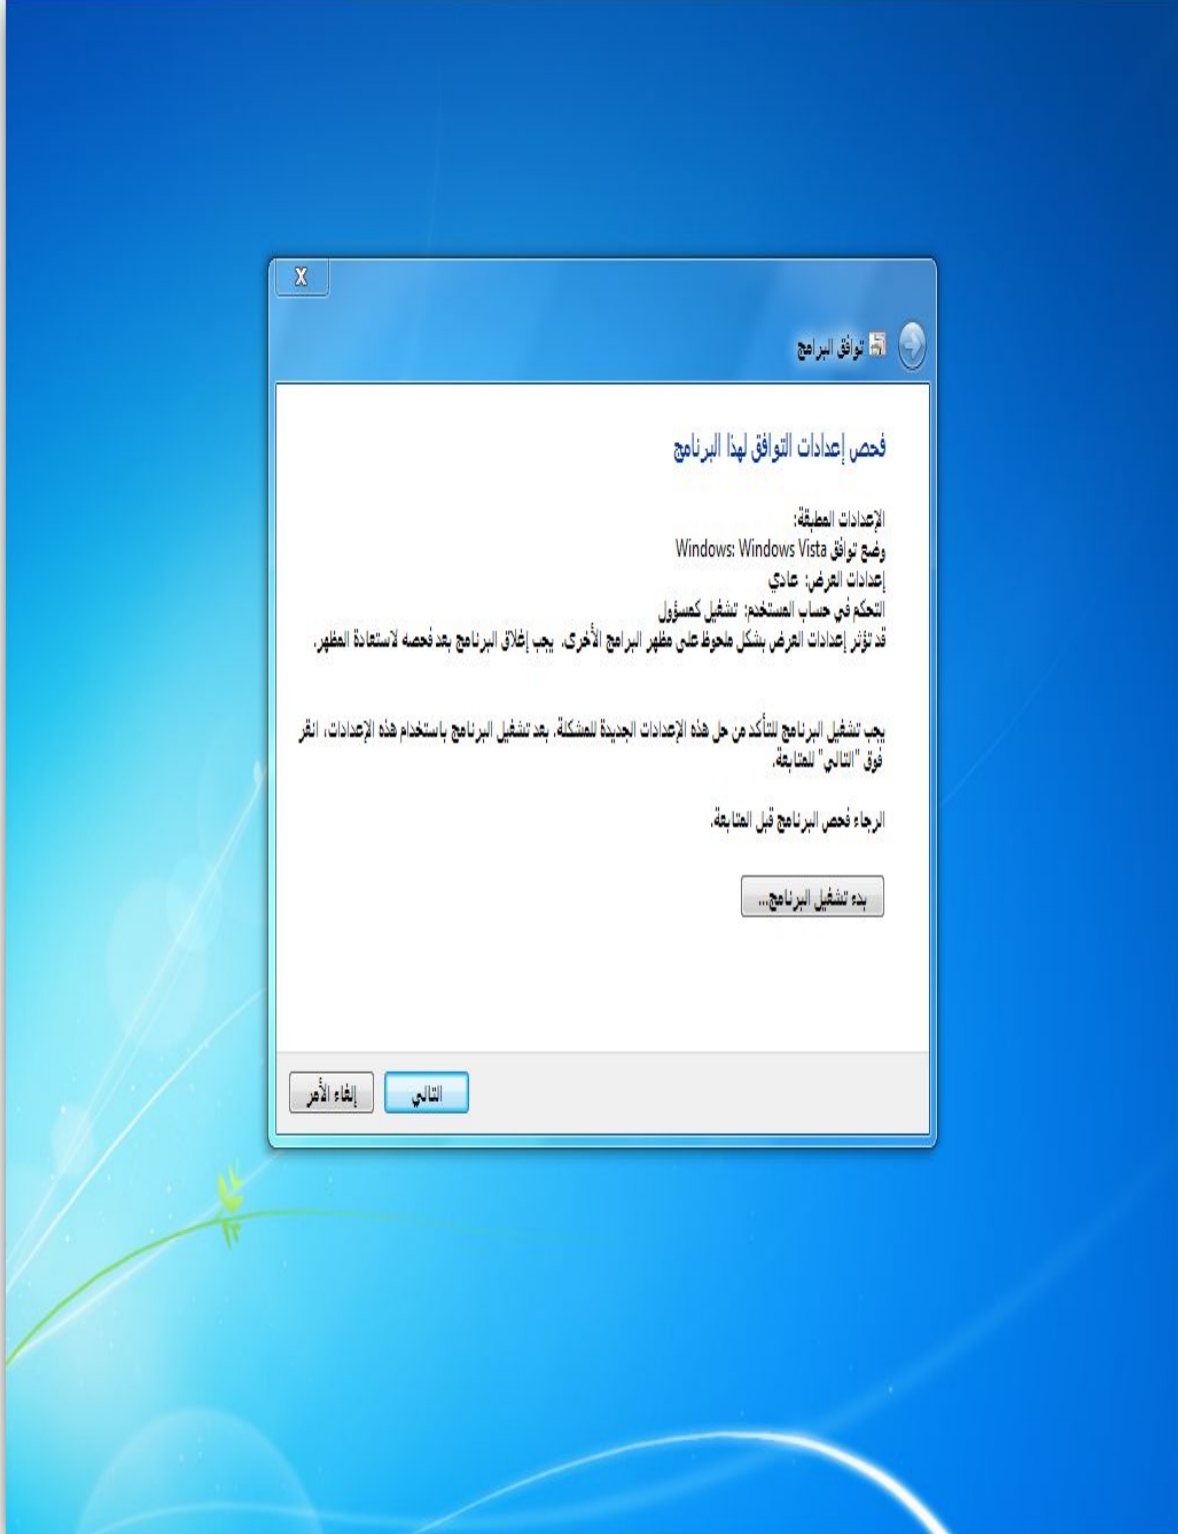 X
توافق البرامج
فحص إعدادات التوافق لهذا البرنامج
الإعدادات المطبقة:
وضع توافق Windows: Windows Vista
إعدادات العرض: عادي
التحكم في حساب المستخدم: تشغيل كمسؤول
قد تؤثر إعدادات العرض بشكل ملحوظ على مظهر البرامج الأخرى. يجب إغلاق البرنامج بعد فحصه لاستعادة المظهر.
يجب تشغيل البرنامج للتأكد من حل هذه الإعدادات الجديدة للمشكلة. بعد تشغيل البرنامج باستخدام هذه الإعدادات، انقر
فوق "التالي" للمتابعة.
الرجاء فحص البرنامج قبل المتابعة.
بدء تشغيل البرنامج...
التالي
إلغاء الأمر